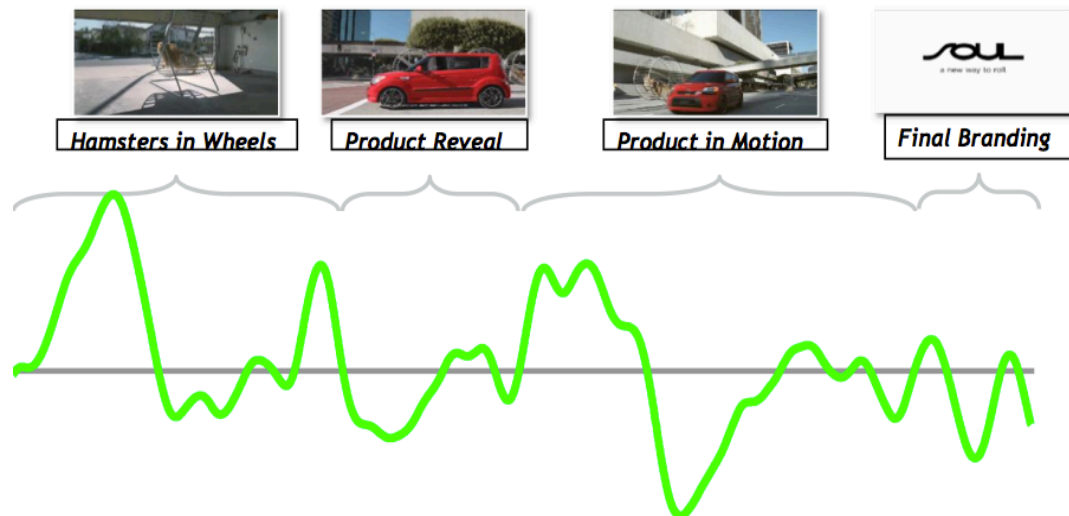 Hamsters in Wheels
Product Reveal
Product in Motion
SOUL
a new way to roll
Final Branding